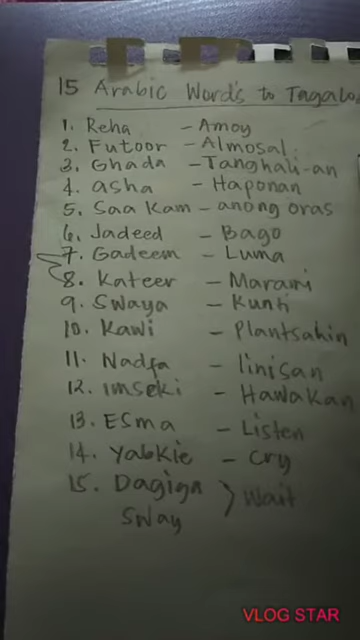 15 Arabic Words to Tagalo
1. Reha - Amoy
2. Futoor - Almosal
3. Ghada - Tanghali-an
4. asha - Haponan
5. Saa Kam - anong oras
6. Jadeed - Bago
7. Gadeem - Luma
8. Kateer - Marami
9. Swaya - Kunti
10. Kawi - Plantsahin
11. Nadfa - linisan
12. imseki - Hawakan
13. Esma - Listen
14. Yabkie - Cry
15. Dagiga } Wait
Sway
VLOG STAR